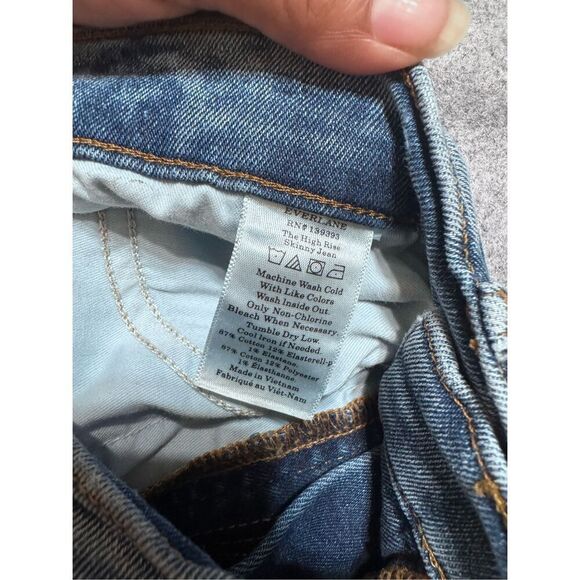 EVERLANE
RN# 139393
The High Rise
Skinny Jean
Machine Wash Cold
With Like Colors
Wash Inside Out.
Only Non-Chlorine
Bleach When Necessary.
Tumble Dry Low.
Cool iron if Needed.
87% Cotton 12% Elasterell-p
1% Elastane.
87% Coton 12% Polyester
1% Elasthanne.
Made in Vietnam
Fabriqué au Viêt-Nam